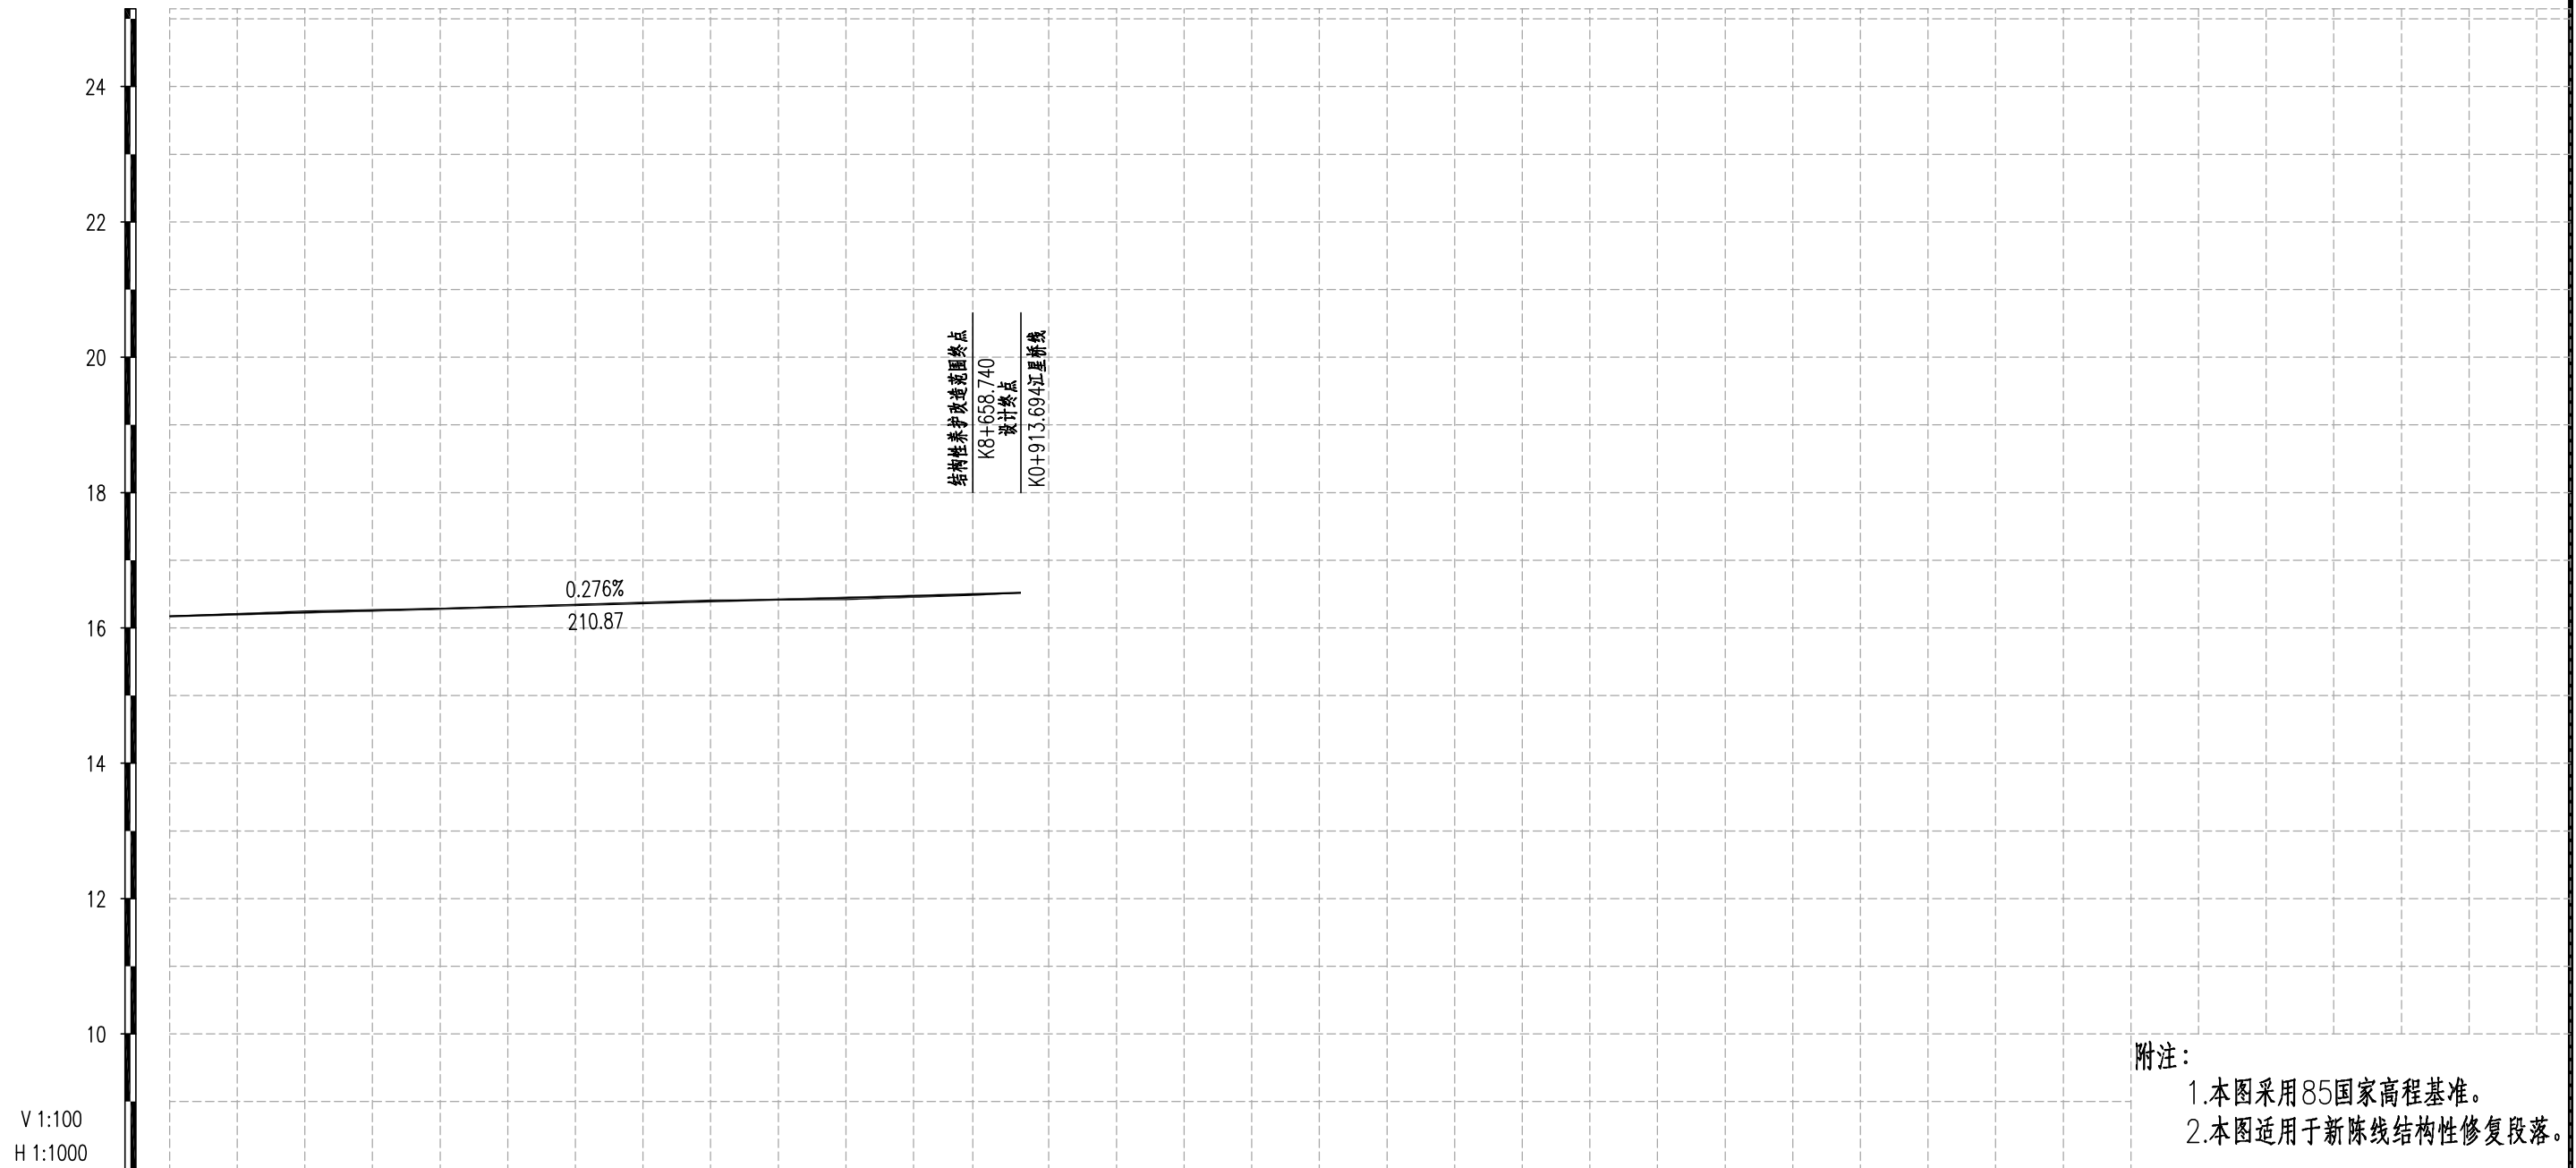 24
22
20
18
16
14
12
10
V 1:100
H 1:1000
结构性养护改造范围终点
K8+658.740
设计终点
K0+913.694江星桥线
0.276%
210.87
附注：
1.本图采用85国家高程基准。
2.本图适用于新陈线结构性修复段落。